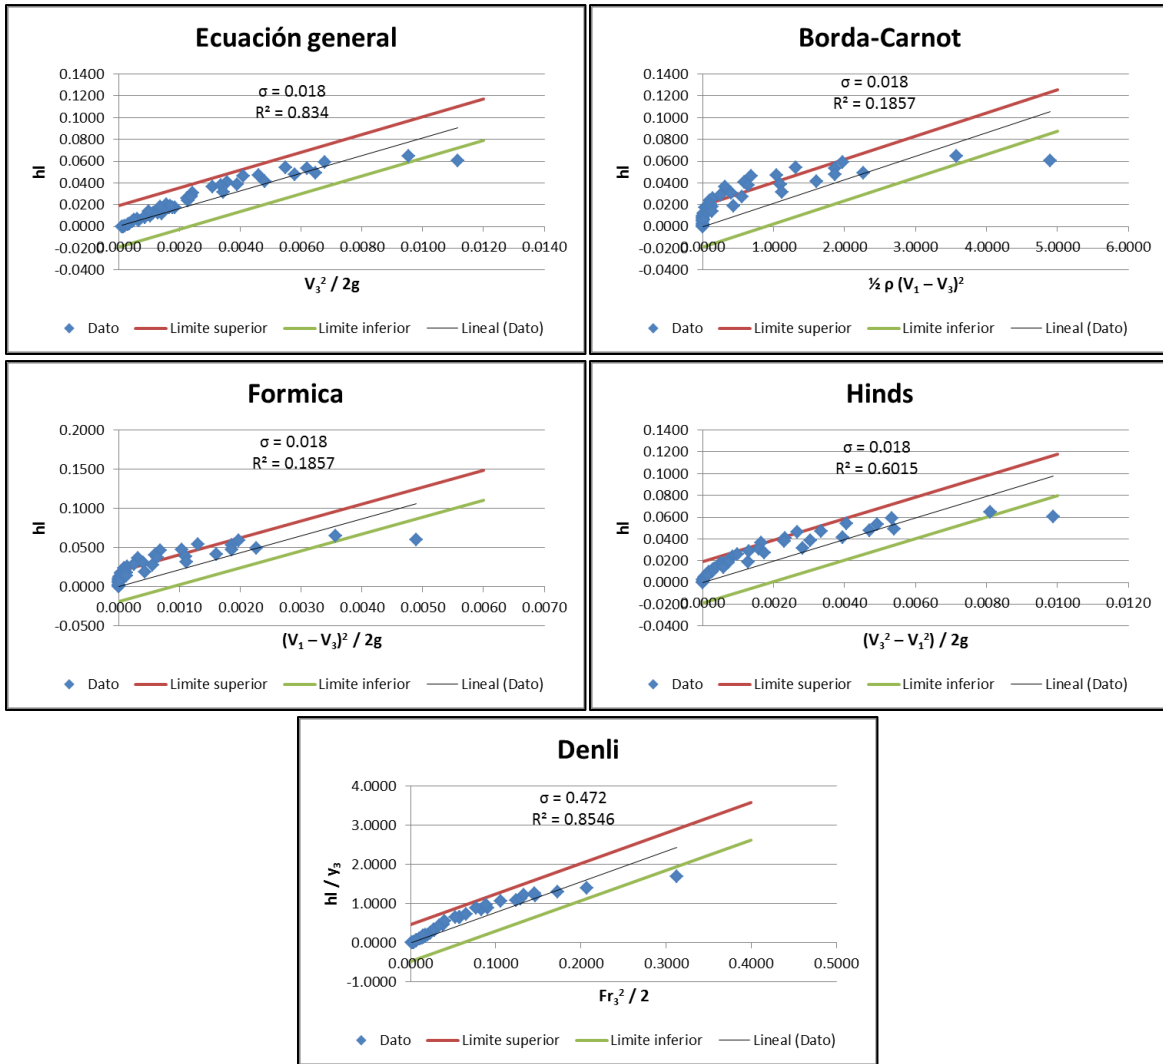 Ecuación general
σ = 0.018
R² = 0.834
hl
0.1400
0.1200
0.1000
0.0800
0.0600
0.0400
0.0200
0.0000
-0.0200
-0.0400
0.0000 0.0020 0.0040 0.0060 0.0080 0.0100 0.0120 0.0140
V₃² / 2g
Dato Limite superior Limite inferior Lineal (Dato)
Borda-Carnot
σ = 0.018
R² = 0.1857
hl
0.1400
0.1200
0.1000
0.0800
0.0600
0.0400
0.0200
0.0000
-0.0200
-0.0400
0.0000 1.0000 2.0000 3.0000 4.0000 5.0000 6.0000
½ ρ (V₁ – V₃)²
Dato Limite superior Limite inferior Lineal (Dato)
Formica
σ = 0.018
R² = 0.1857
hl
0.2000
0.1500
0.1000
0.0500
0.0000
-0.0500
0.0000 0.0010 0.0020 0.0030 0.0040 0.0050 0.0060 0.0070
(V₁ – V₃)² / 2g
Dato Limite superior Limite inferior Lineal (Dato)
Hinds
σ = 0.018
R² = 0.6015
hl
0.1400
0.1200
0.1000
0.0800
0.0600
0.0400
0.0200
0.0000
-0.0200
-0.0400
0.0000 0.0020 0.0040 0.0060 0.0080 0.0100 0.0120
(V₃² – V₁²) / 2g
Dato Limite superior Limite inferior Lineal (Dato)
Denli
σ = 0.472
R² = 0.8546
hl / y₃
4.0000
3.0000
2.0000
1.0000
0.0000
-1.0000
0.0000 0.1000 0.2000 0.3000 0.4000 0.5000
Fr₃² / 2
Dato Limite superior Limite inferior Lineal (Dato)